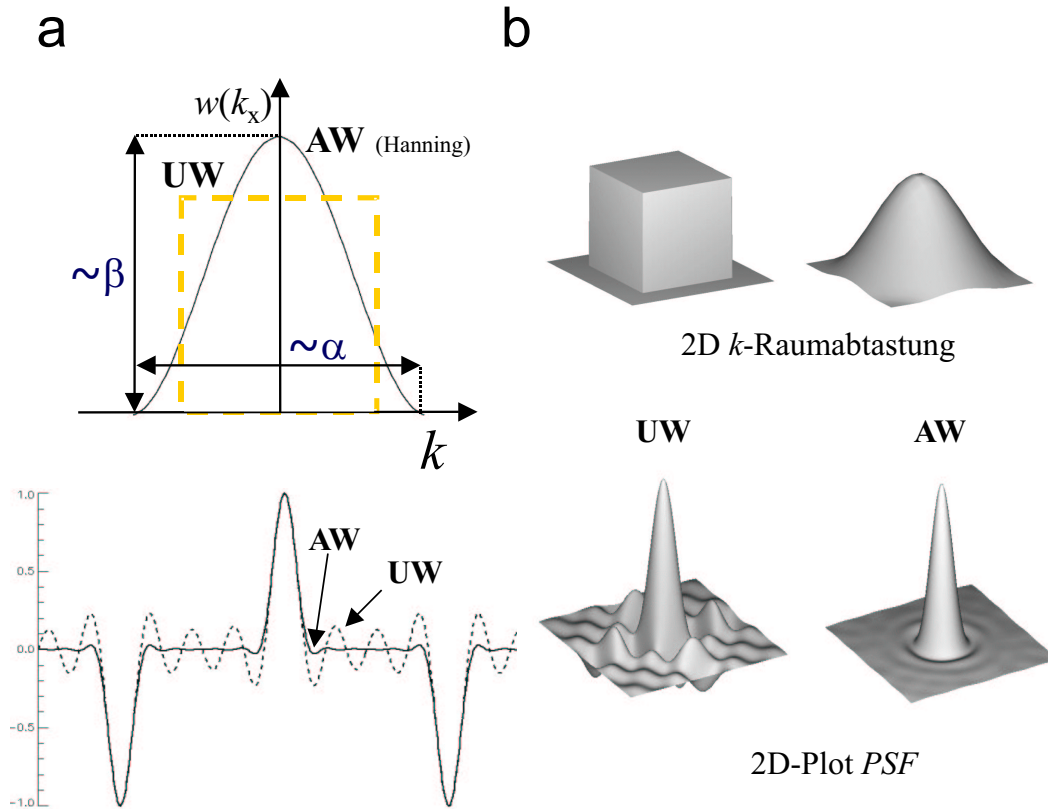 a
w(kx)
AW (Hanning)
UW
~β
~α
k
1.0
0.5
0.0
-0.5
-1.0
AW
UW
b
2D k-Raumabtastung
UW
AW
2D-Plot PSF